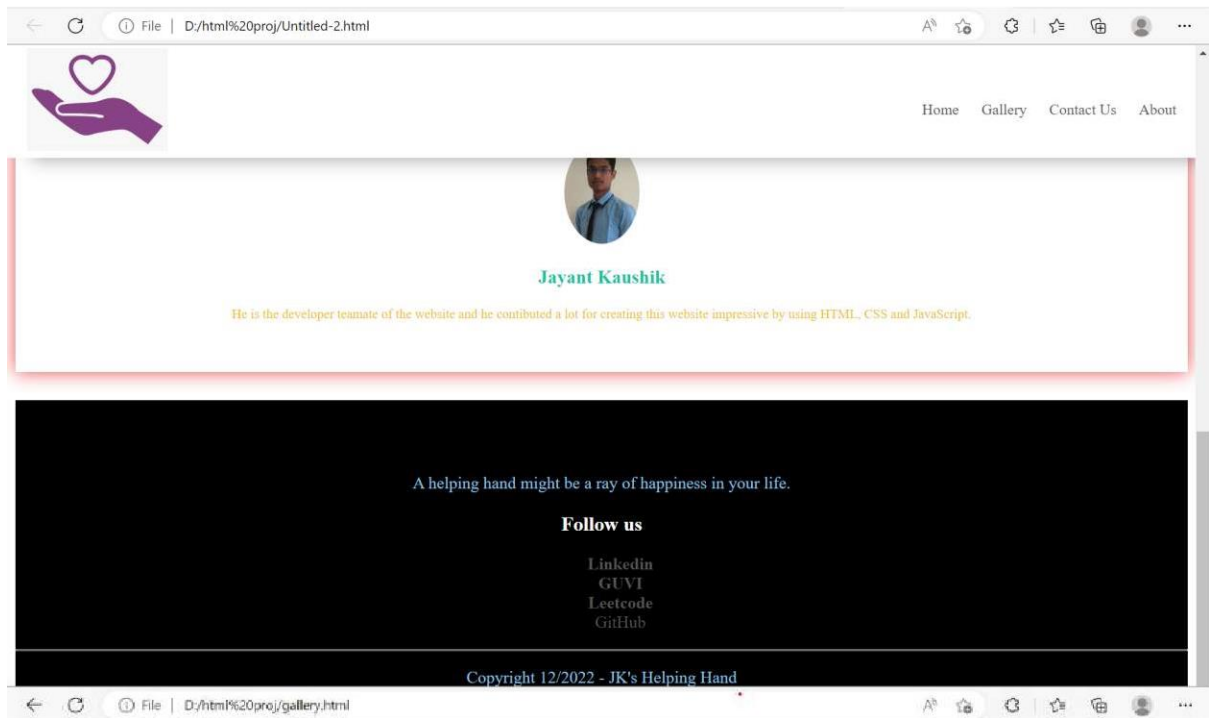 File | D:/html%20proj/Untitled-2.html
Home Gallery Contact Us About
Jayant Kaushik
He is the developer teamate of the website and he contibuted a lot for creating this website impressive by using HTML, CSS and JavaScript.
A helping hand might be a ray of happiness in your life.
Follow us
Linkedin
GUVI
Leetcode
GitHub
Copyright 12/2022 - JK's Helping Hand
File | D:/html%20proj/gallery.html